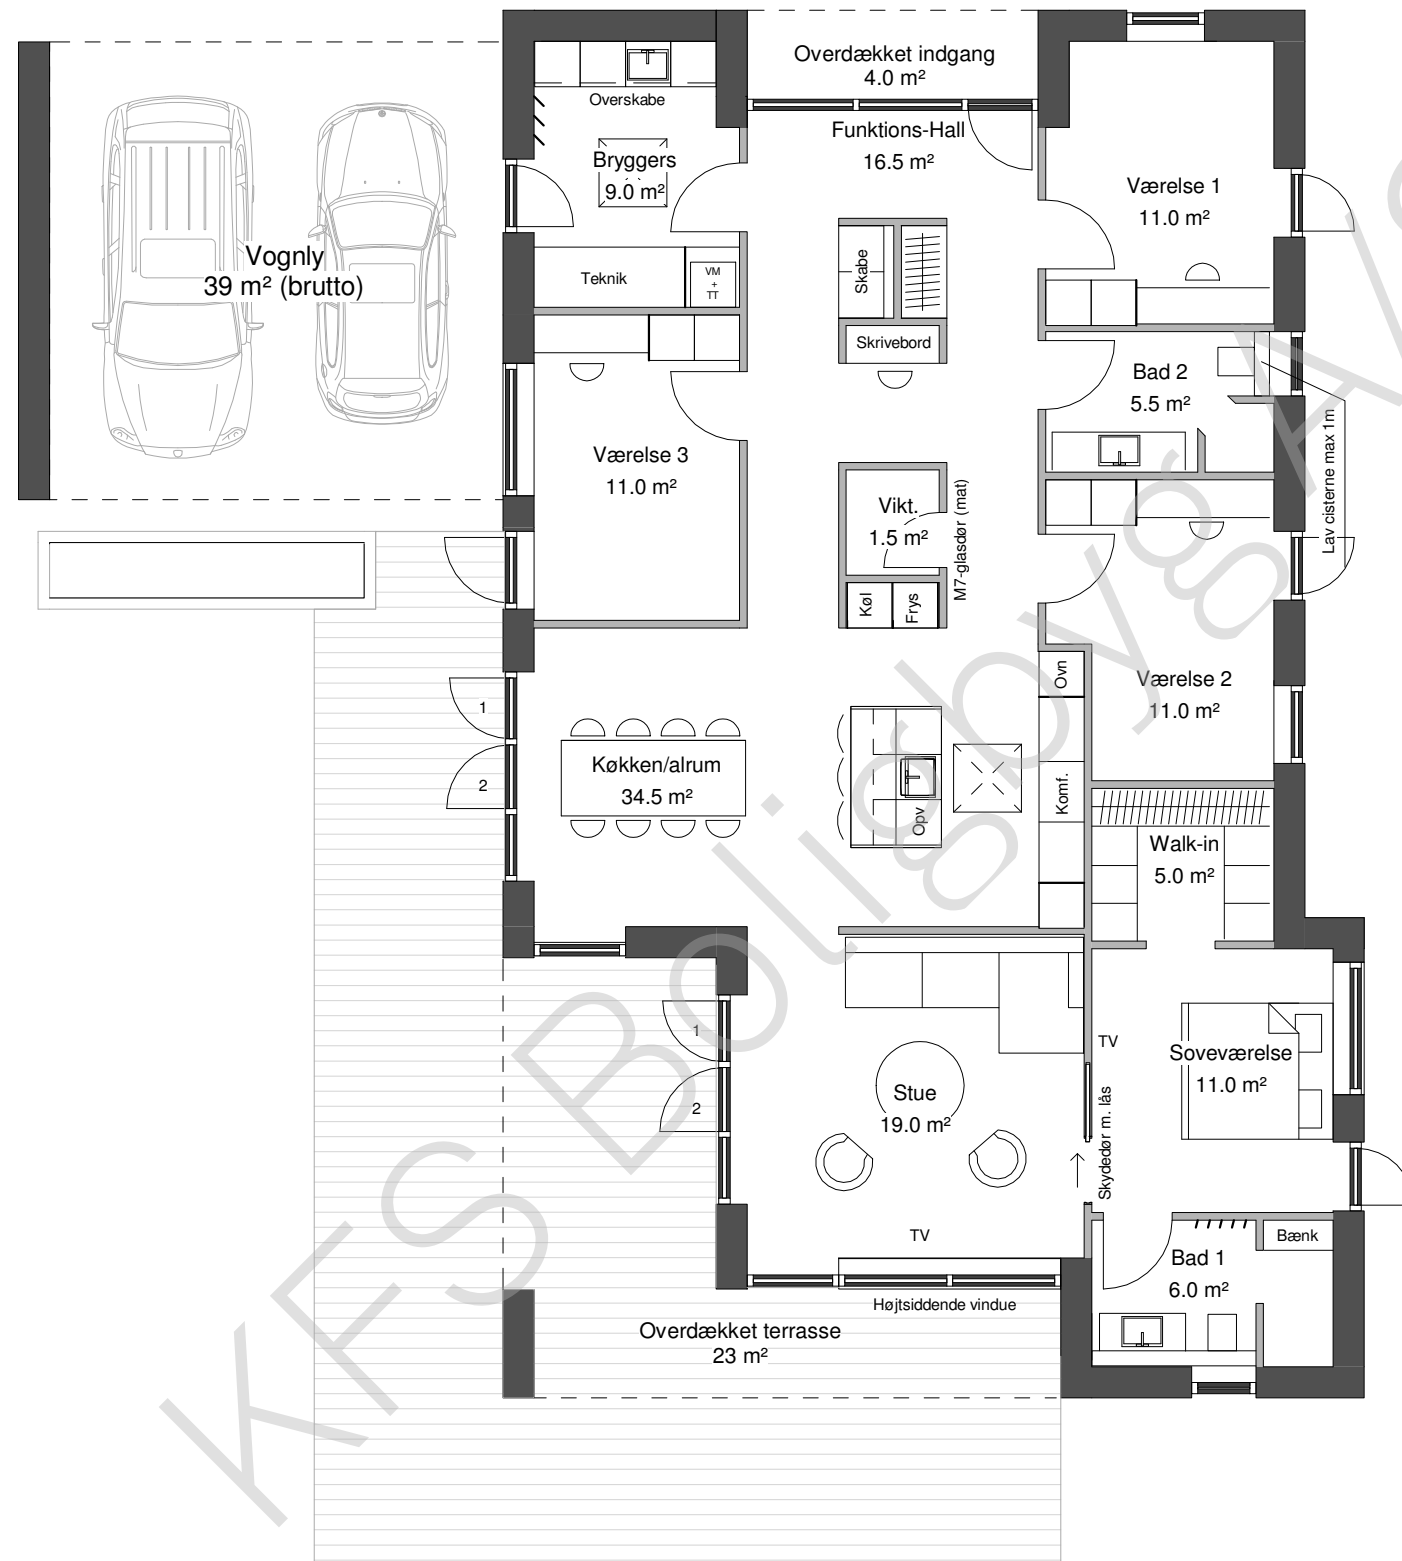 Overdækket indgang
4.0 m²
Overskabe
Funktions-Hall
16.5 m²
Bryggers
9.0 m²
Værelse 1
11.0 m²
Vognly
39 m² (brutto)
Teknik
VM
+
TT
Skabe
Skrivebord
Bad 2
5.5 m²
Lav cisterne max 1m
Værelse 3
11.0 m²
Vikt.
1.5 m²
M7-glasdør (mat)
Køl
Frys
Ovn
Værelse 2
11.0 m²
1
2
Køkken/alrum
34.5 m²
Opv
Komf.
Walk-in
5.0 m²
1
2
TV
Soveværelse
11.0 m²
Stue
19.0 m²
Skydedør m. lås
TV
Bænk
Bad 1
6.0 m²
Højtsiddende vindue
Overdækket terrasse
23 m²
KFS Boligbyg A/S